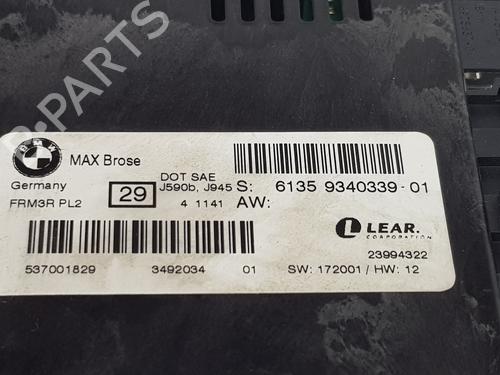 BMW
MAX Brose
Germany
FRM3R PL2
29
DOT SAE
J590b, J945
4 1141
S: 6135 9340339-01
AW:
LEAR.
CORPORATION
537001829
3492034
01
23994322
SW: 172001 / HW: 12